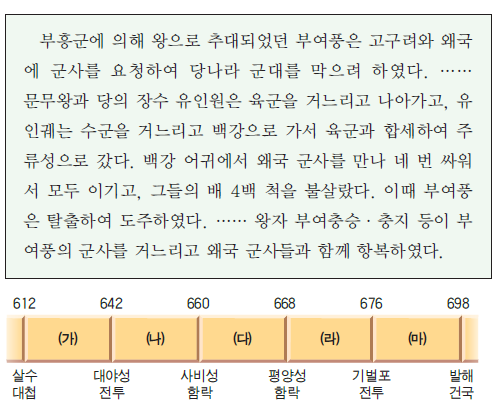 부흥군에 의해 왕으로 추대되었던 부여풍은 고구려와 왜국
에 군사를 요청하여 당나라 군대를 막으려 하였다. ……
문무왕과 당의 장수 유인원은 육군을 거느리고 나아가고, 유
인궤는 수군을 거느리고 백강으로 가서 육군과 합세하여 주
류성으로 갔다. 백강 어귀에서 왜국 군사를 만나 네 번 싸워
서 모두 이기고, 그들의 배 4백 척을 불살랐다. 이때 부여풍
은 탈출하여 도주하였다. …… 왕자 부여충승·충지 등이 부
여풍의 군사를 거느리고 왜국 군사들과 함께 항복하였다.
612 642 660 668 676 698
(가) (나) (다) (라) (마)
살수 대야성 사비성 평양성 기벌포 발해
대첩 전투 함락 함락 전투 건국